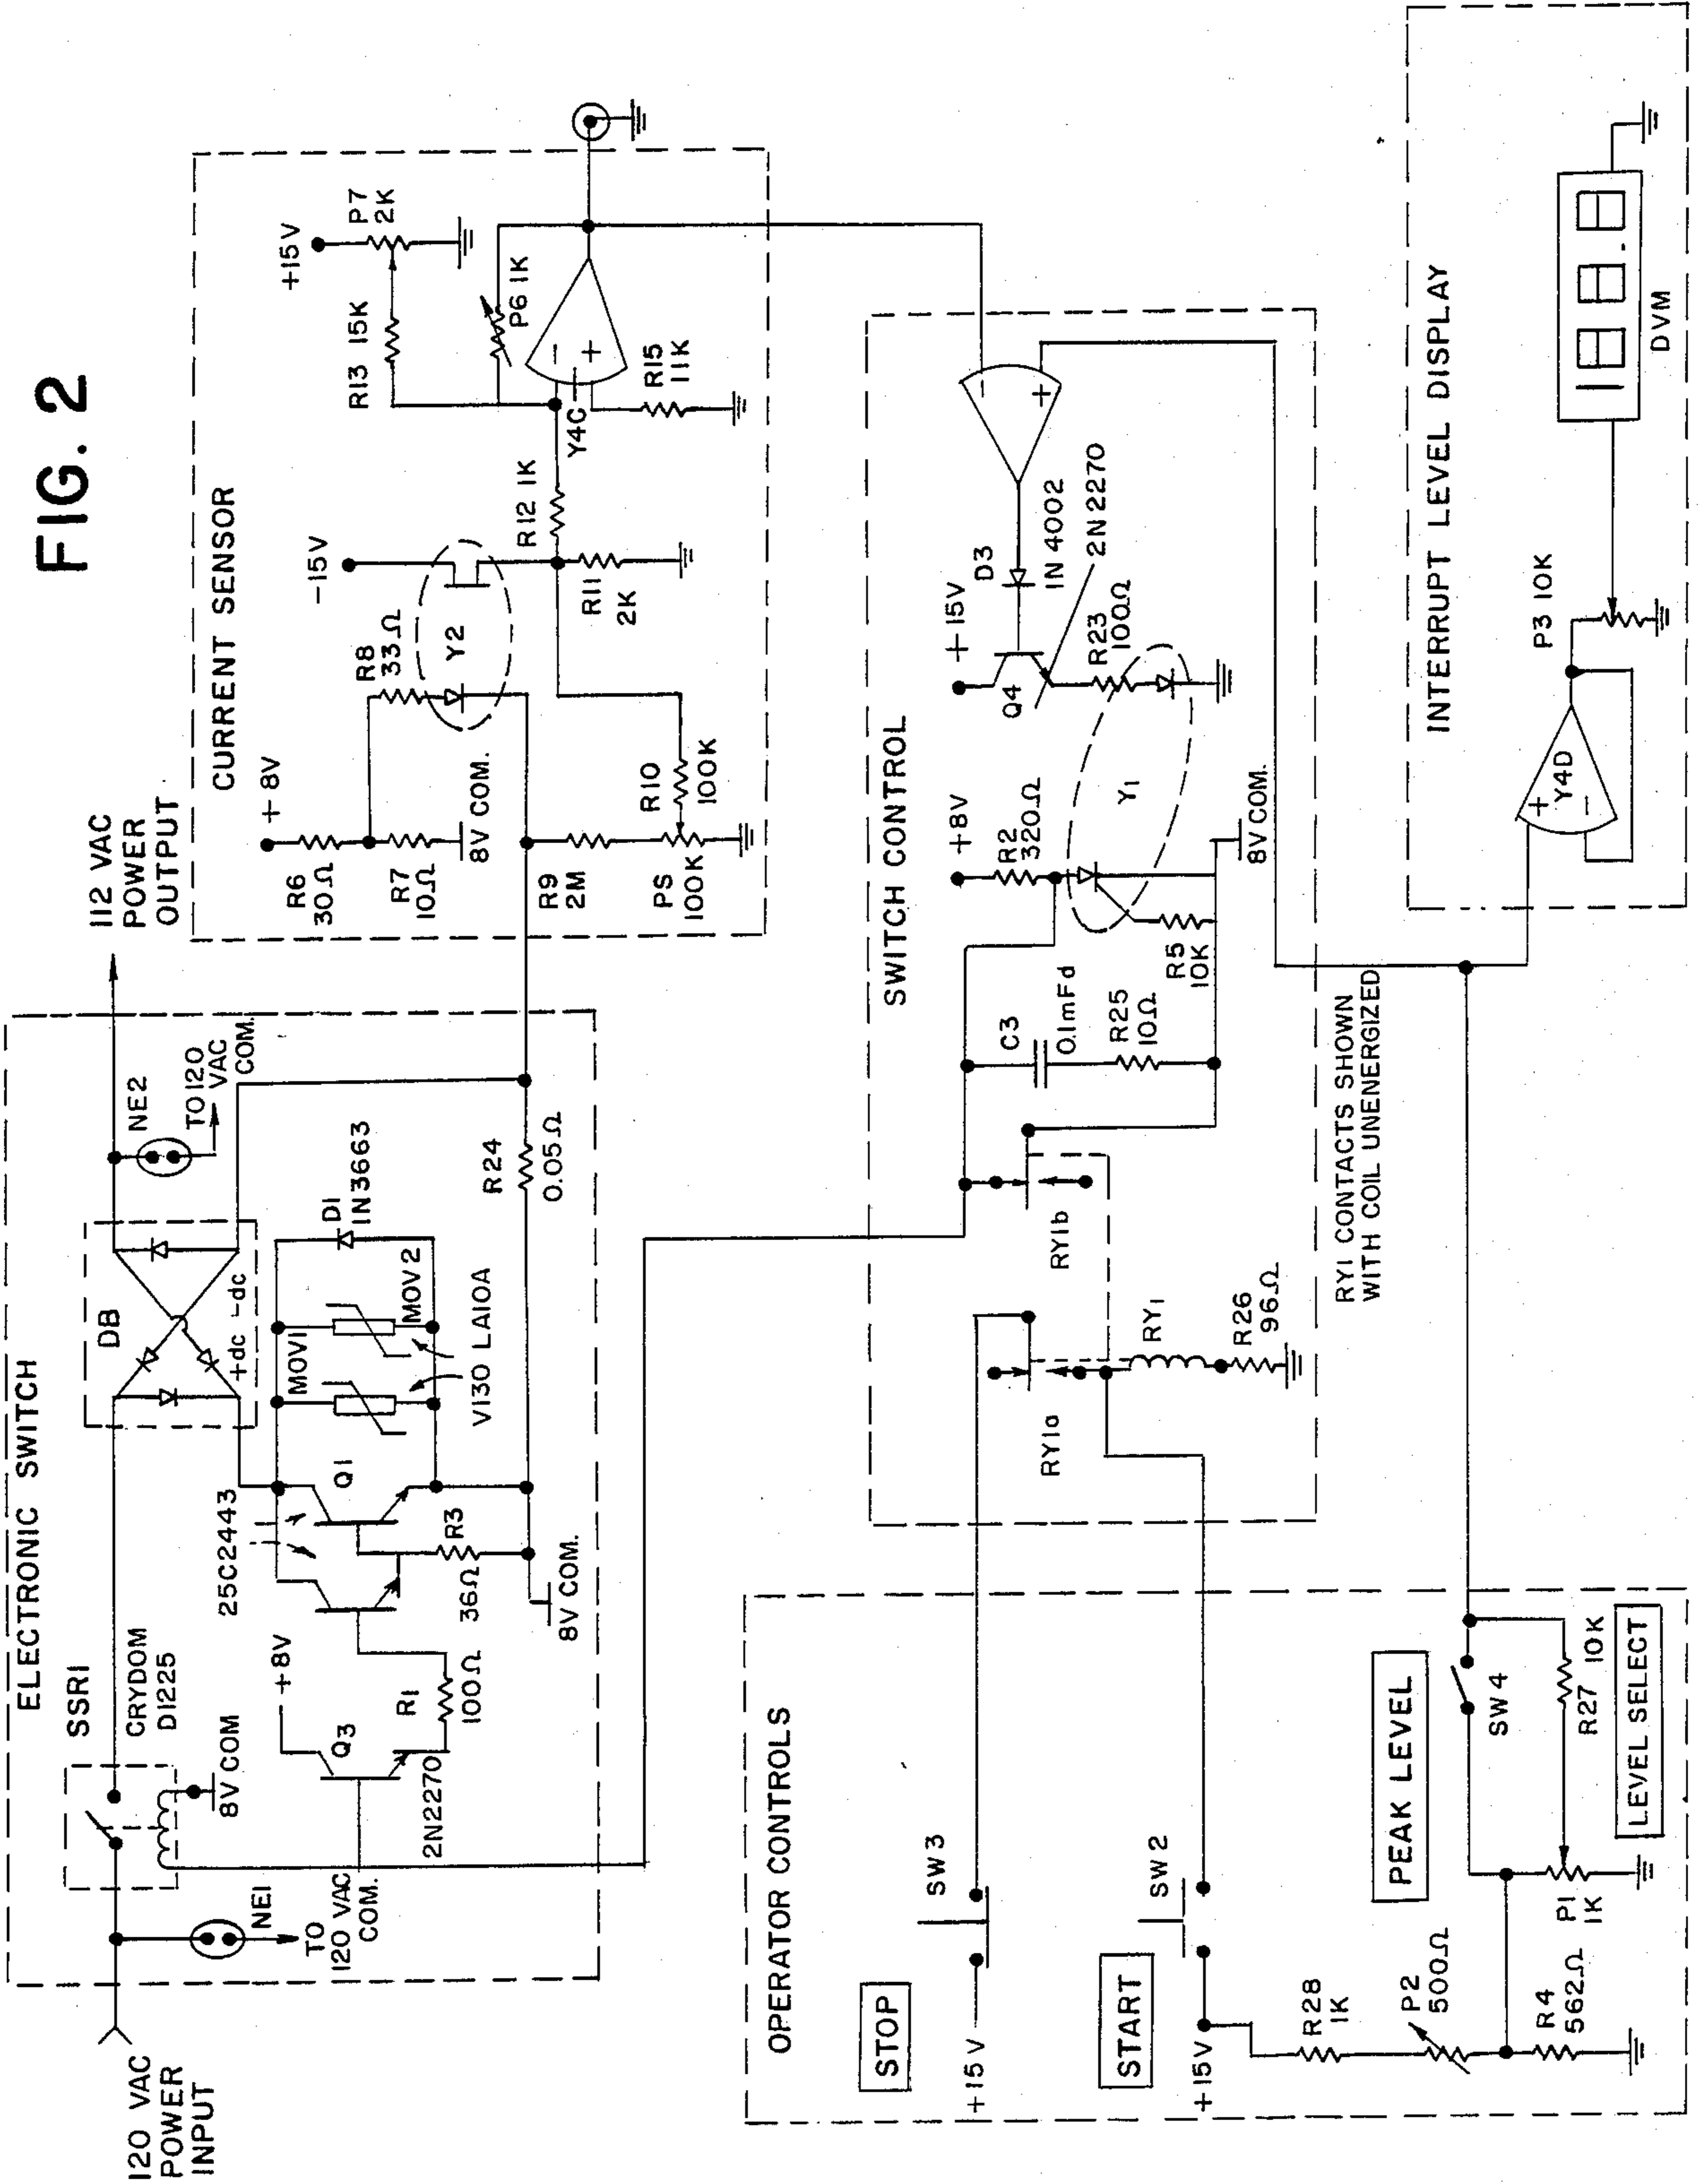 FIG. 2
ELECTRONIC SWITCH
120 VAC
POWER
INPUT
NE1
TO
120 VAC
COM.
SSR1
CRYDOM
D1225
8V COM
+8V
Q3
2N2270
R1
100Ω
25C2443
Q1
R3
36Ω
8V COM.
DB
+dc
-dc
MOV1
MOV2
V130 LA10A
D1
1N3663
R24
0.05Ω
NE2
TO 120
VAC
COM.
112 VAC
POWER
OUTPUT
CURRENT SENSOR
+8V
R6
30Ω
R7
10Ω
8V COM.
R8
33Ω
Y2
-15V
R9
2M
PS
100K
R10
100K
R11
2K
R12 1K
R13 15K
+15V
P7
2K
P6 1K
-
+
Y4C
R15
11K
SWITCH CONTROL
+8V
R2
320Ω
Y1
8V COM.
R5
10K
C3
0.1mFd
R25
10Ω
+15V
Q4
D3
1N 4002
2N2270
R23
100Ω
-
+
RY1a
RY1b
RY1
R26
96Ω
RY1 CONTACTS SHOWN
WITH COIL UNENERGIZED
OPERATOR CONTROLS
STOP
+15V
SW3
START
+15V
SW2
R28
1K
P2
500Ω
R4
562Ω
P1
1K
PEAK LEVEL
SW4
R27 10K
LEVEL SELECT
INTERRUPT LEVEL DISPLAY
+
-
Y4D
P3 10K
188.8
DVM